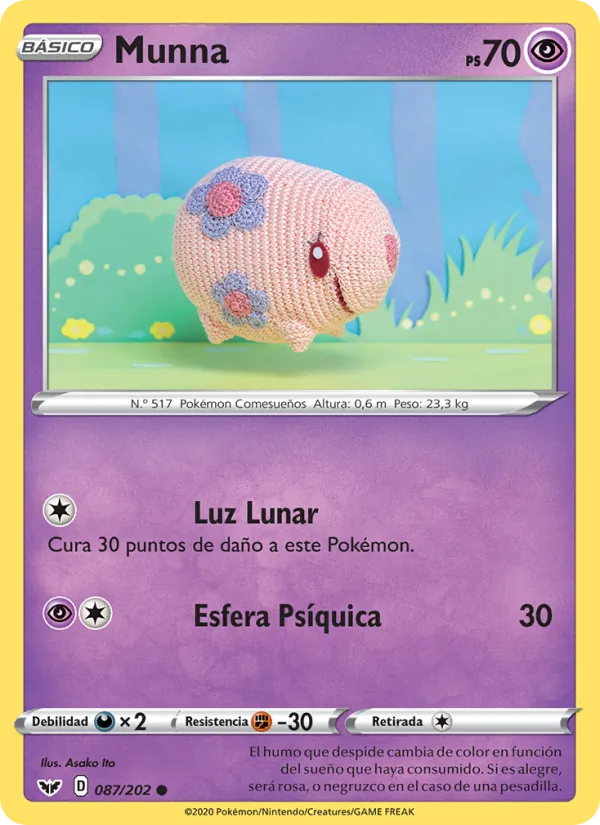 BÁSICO Munna PS70
N.º 517 Pokémon Comesueños Altura: 0,6 m Peso: 23,3 kg
Luz Lunar
Cura 30 puntos de daño a este Pokémon.
Esfera Psíquica 30
Debilidad ×2 Resistencia -30 Retirada
Ilus. Asako Ito
El humo que despide cambia de color en función
del sueño que haya consumido. Si es alegre,
será rosa, o negruzco en el caso de una pesadilla.
D 087/202
©2020 Pokémon/Nintendo/Creatures/GAME FREAK